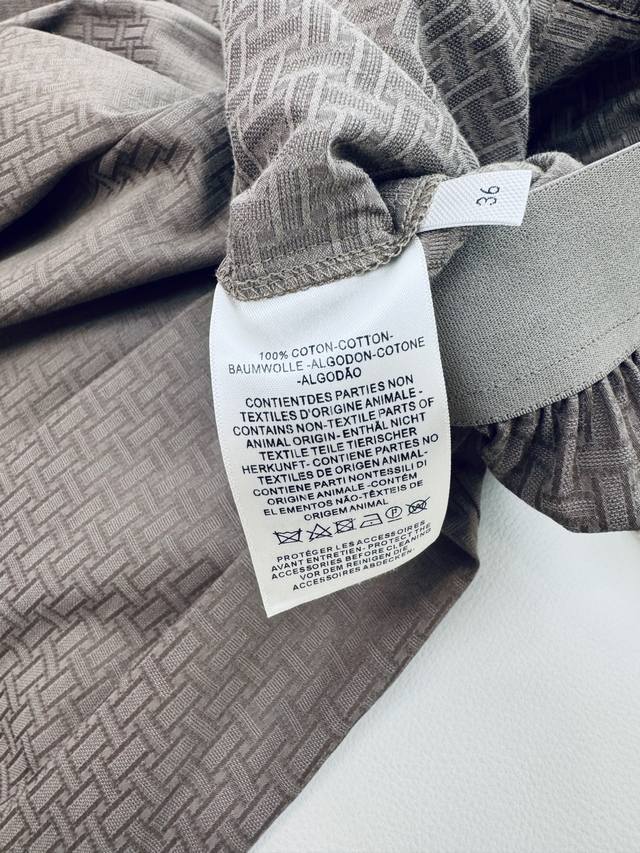 36
100% COTON-COTTON-
BAUMWOLLE -ALGODON-COTONE
-ALGODÃO
CONTIENTDES PARTIES NON
TEXTILES D'ORIGINE ANIMALE-
CONTAINS NON-TEXTILE PARTS OF
ANIMAL ORIGIN- ENTHÄL NICHT
TEXTILE TEILE TIERISCHER
HERKUNFT- CONTIENE PARTES NO
TEXTILES DE ORIGEN ANIMAL-
CONTIENE PARTI NONTESSILI DI
ORIGINE ANIMALE -CONTÉM
ELEMENTOS NÃO-TÊXTEIS DE
ORIGEM ANIMAL
P
PROTÉGER LES ACCESSOIRES
AVANT ENTRETIEN- PROTECT THE
ACCESSORIES BEFORE CLEANING
VOR DEM REINIGEN DIE
ACCESSOIRES ABDECKEN.